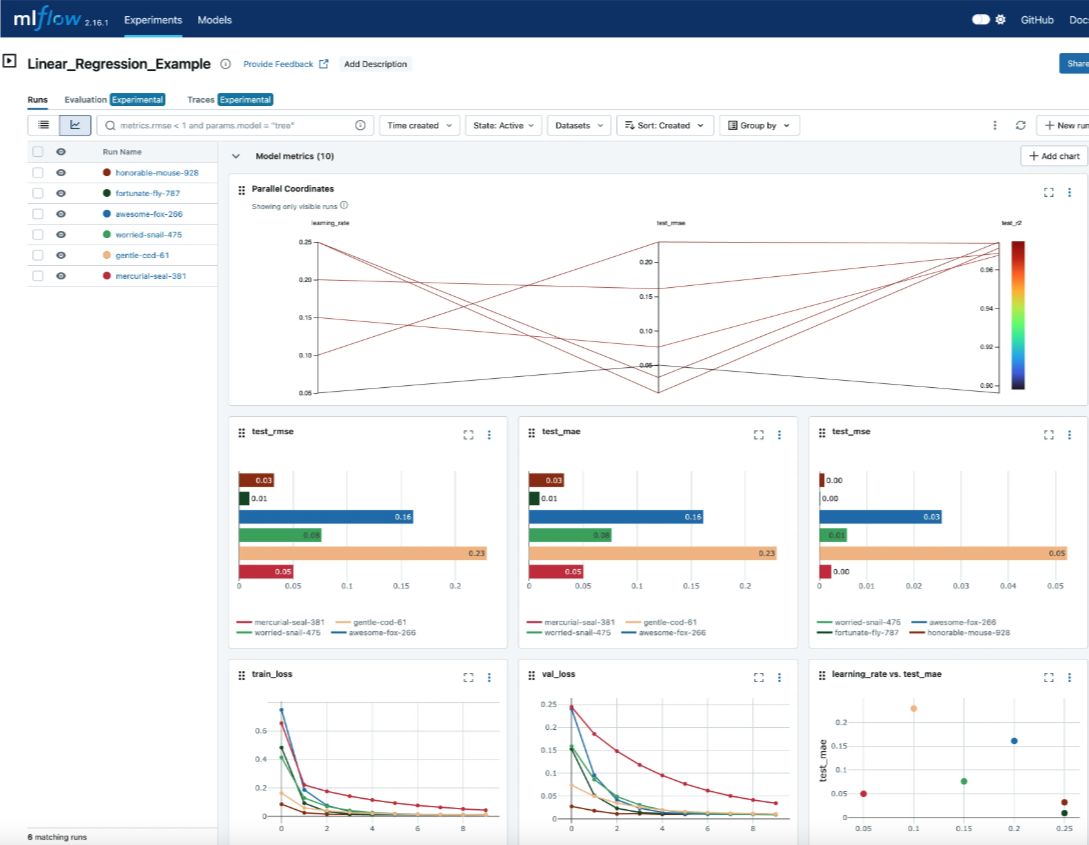 mlflow 2.16.1 Experiments Models GitHub Doc
Linear_Regression_Example Provide Feedback Add Description Share
Runs Evaluation Experimental Traces Experimental
metrics.rmse < 1 and params.model = "tree" Time created State: Active Datasets Sort: Created Group by + New run
Run Name
honorable-mouse-928
fortunate-fly-787
awesome-fox-266
worried-snail-475
gentle-cod-61
mercurial-seal-381
6 matching runs
Model metrics (10) + Add chart
Parallel Coordinates
Showing only visible runs
learning_rate test_rmse test_r2
0.25
0.20
0.15
0.10
0.05
0.20
0.15
0.10
0.05
0.96
0.94
0.92
0.90
test_rmse
0.03
0.01
0.16
0.08
0.23
0.05
0 0.05 0.1 0.15 0.2
mercurial-seal-381 gentle-cod-61
worried-snail-475 awesome-fox-266
test_mae
0.03
0.01
0.16
0.08
0.23
0.05
0 0.05 0.1 0.15 0.2
mercurial-seal-381 gentle-cod-61
worried-snail-475 awesome-fox-266
test_mse
0.00
0.00
0.03
0.01
0.05
0.00
0 0.01 0.02 0.03 0.04 0.05
worried-snail-475 awesome-fox-266
fortunate-fly-787 honorable-mouse-928
train_loss
0.6
0.4
0.2
0
0 2 4 6 8
val_loss
0.25
0.2
0.15
0.1
0.05
0
0 2 4 6 8
learning_rate vs. test_mae
test_mae
0.2
0.15
0.1
0.05
0
0.05 0.1 0.15 0.2 0.25